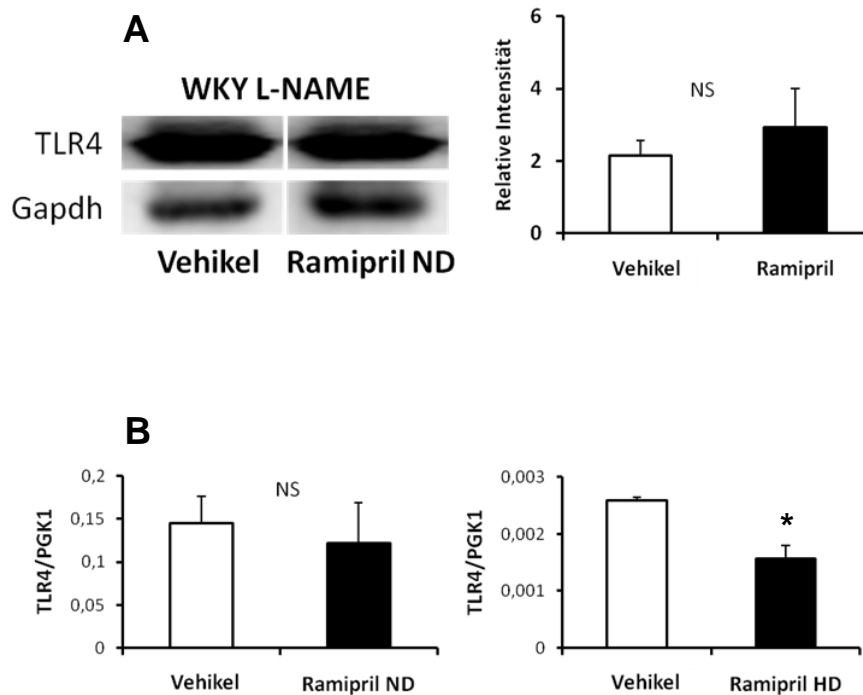 A
WKY L-NAME
TLR4
Gapdh
Vehikel Ramipril ND
Relative Intensität
6
4
2
0
NS
Vehikel Ramipril
B
TLR4/PGK1
0,2
0,15
0,1
0,05
0
NS
Vehikel Ramipril ND
TLR4/PGK1
0,003
0,002
0,001
0
*
Vehikel Ramipril HD